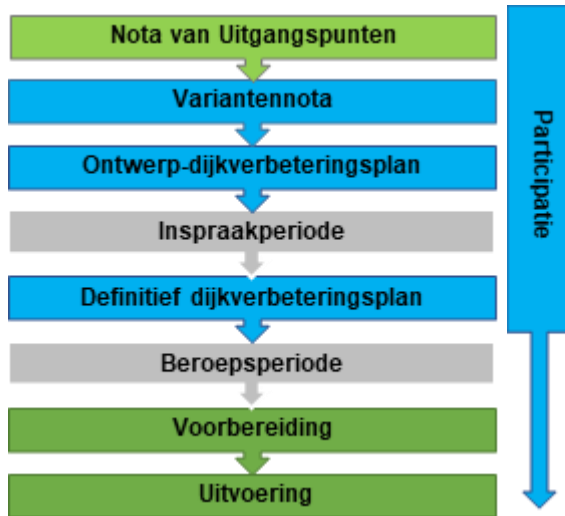 Nota van Uitgangspunten
Variantennota
Ontwerp-dijkverbeteringsplan
Inspraakperiode
Definitief dijkverbeteringsplan
Beroepsperiode
Voorbereiding
Uitvoering
Participatie